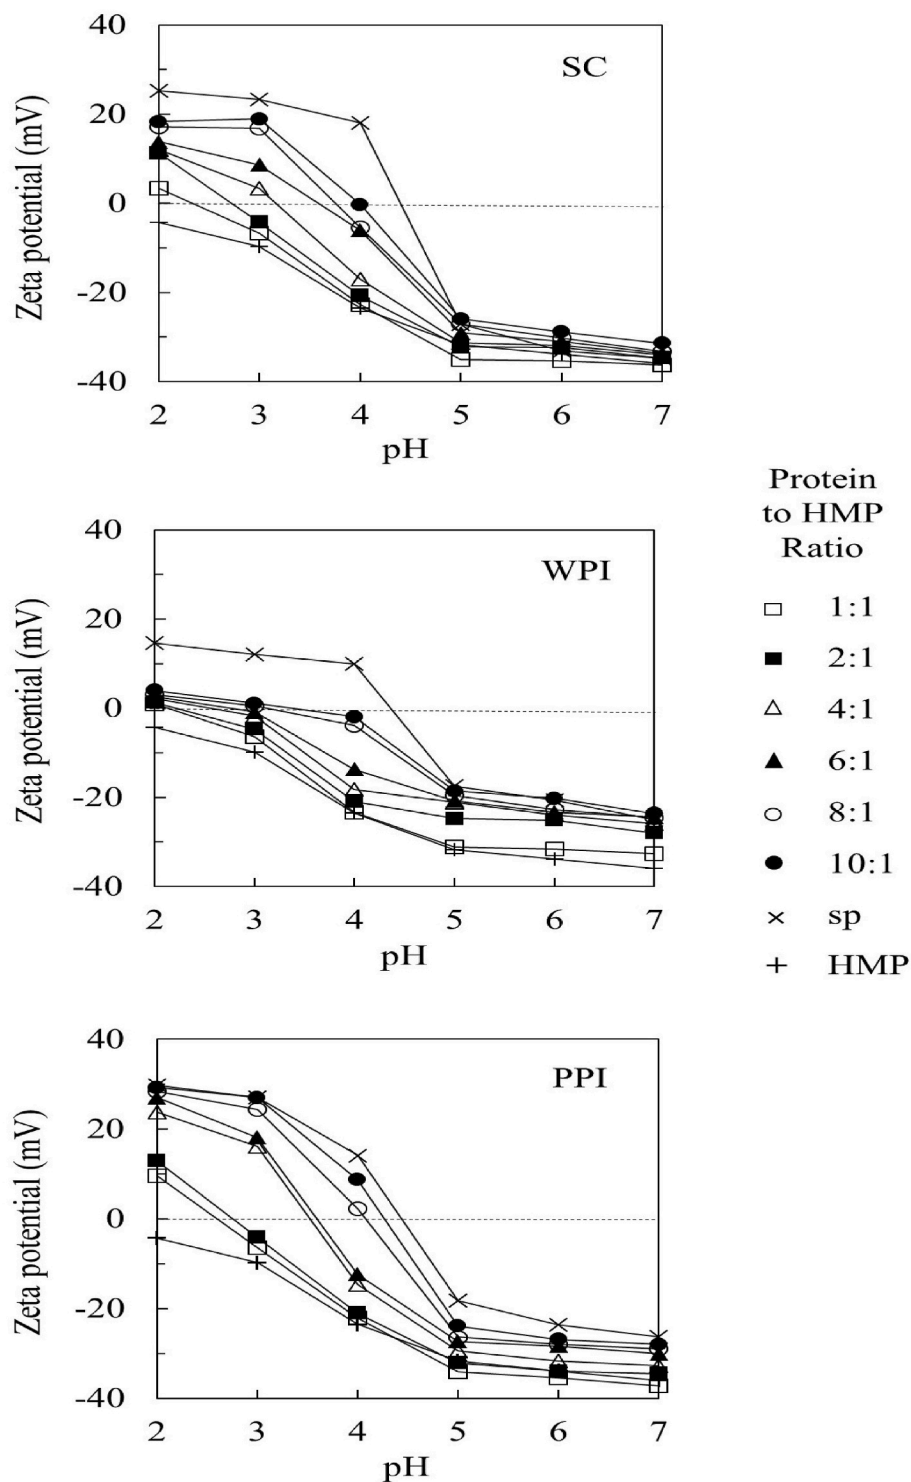 40
20
0
-20
-40
Zeta potential (mV)
SC
2 3 4 5 6 7
pH
40
20
0
-20
-40
Zeta potential (mV)
WPI
2 3 4 5 6 7
pH
Protein
to HMP
Ratio
1:1
2:1
4:1
6:1
8:1
10:1
sp
HMP
40
20
0
-20
-40
Zeta potential (mV)
PPI
2 3 4 5 6 7
pH